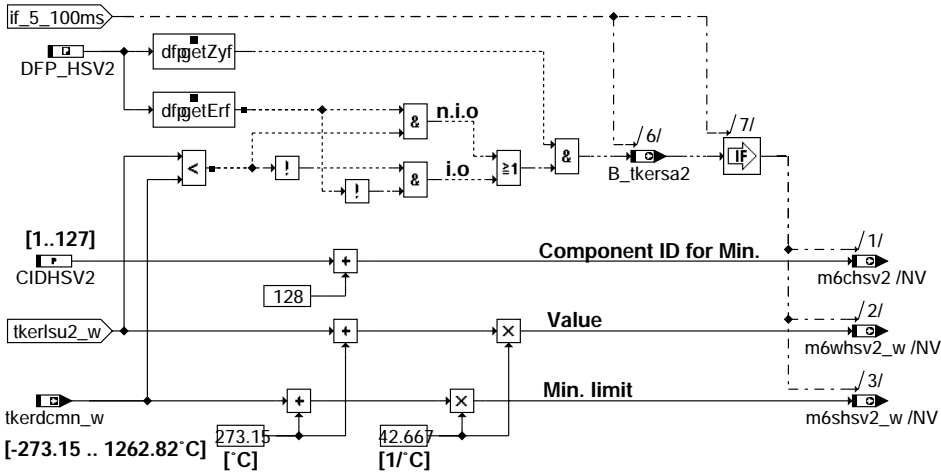 if_5_100ms
DFP_HSV2
dfpgetZyf
dfpgetErf
&
n.i.o
<
!
!
&
i.o
≥1
&
/6/
B_tkersa2
/7/
IF
[1..127]
CIDHSV2
128
+
Component ID for Min.
/1/
m6chsv2 /NV
tkerlsu2_w
+
×
Value
/2/
m6whsv2_w /NV
tkerdcmn_w
[-273.15 .. 1262.82°C]
+
273.15
[°C]
×
42.667
[1/°C]
Min. limit
/3/
m6shsv2_w /NV